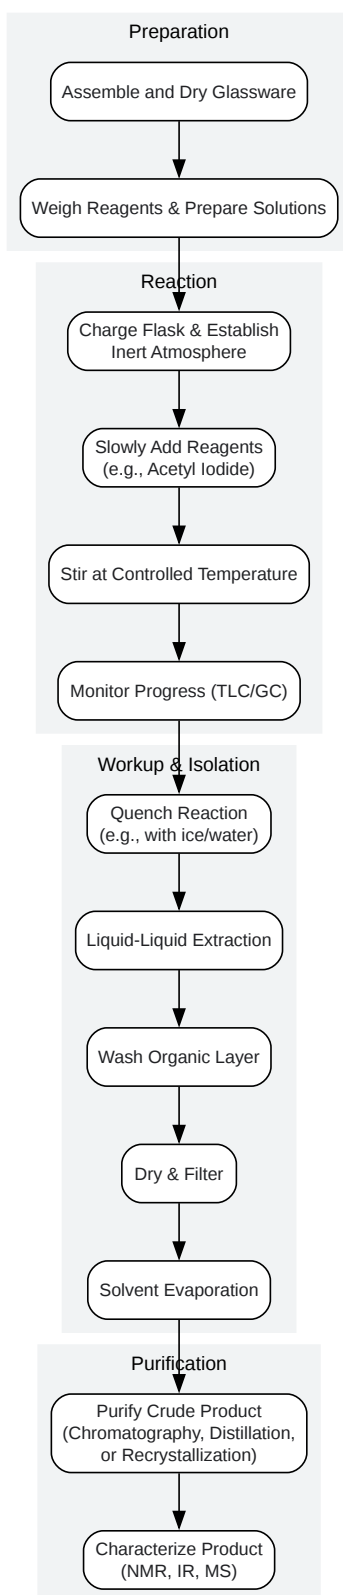 Preparation
Assemble and Dry Glassware
Weigh Reagents & Prepare Solutions
Reaction
Charge Flask & Establish
Inert Atmosphere
Slowly Add Reagents
(e.g., Acetyl Iodide)
Stir at Controlled Temperature
Monitor Progress (TLC/GC)
Workup & Isolation
Quench Reaction
(e.g., with ice/water)
Liquid-Liquid Extraction
Wash Organic Layer
Dry & Filter
Solvent Evaporation
Purification
Purify Crude Product
(Chromatography, Distillation,
or Recrystallization)
Characterize Product
(NMR, IR, MS)